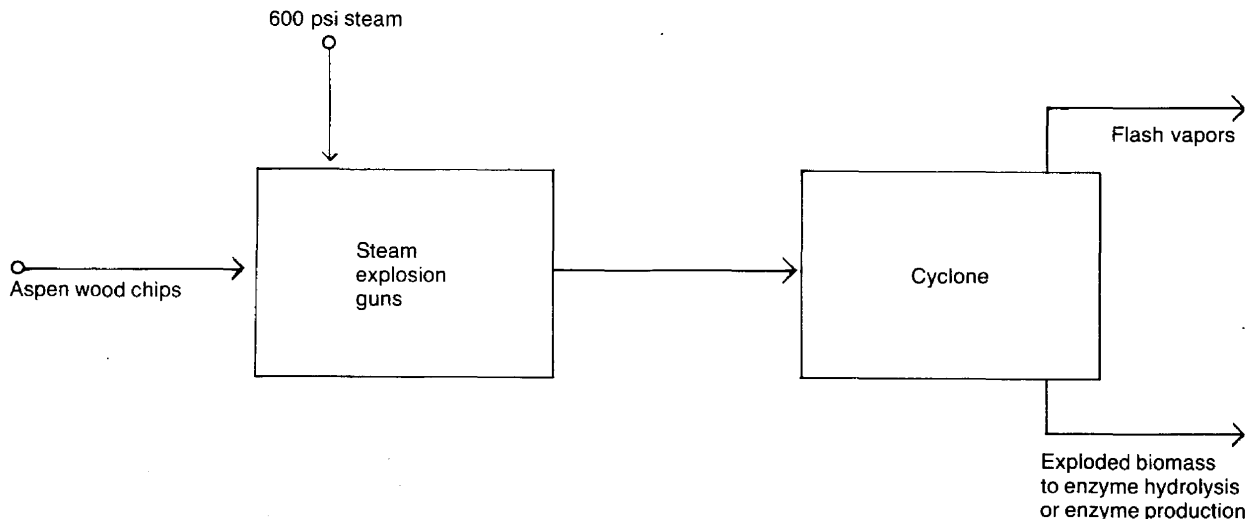 600 psi steam
Flash vapors
Steam
explosion
guns
Cyclone
Aspen wood chips
Exploded biomass
to enzyme hydrolysis
or enzyme production